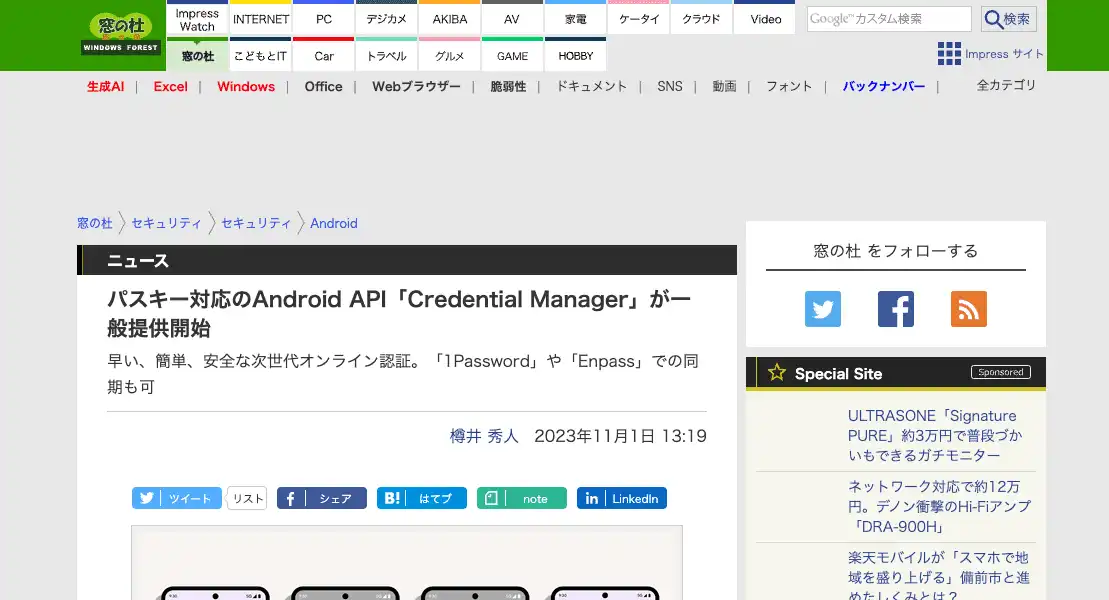 窓の杜
WINDOWS FOREST
Impress Watch
INTERNET
PC
デジカメ
AKIBA
AV
家電
ケータイ
クラウド
Video
窓の杜
こどもとIT
Car
トラベル
グルメ
GAME
HOBBY
Google™カスタム検索
検索
Impress サイト
生成AI | Excel | Windows | Office | Webブラウザー | 脆弱性 | ドキュメント | SNS | 動画 | フォント | バックナンバー | 全カテゴリ
窓の杜 セキュリティ セキュリティ Android
ニュース
パスキー対応のAndroid API「Credential Manager」が一
般提供開始
早い、簡単、安全な次世代オンライン認証。「1Password」や「Enpass」での同
期も可
樽井 秀人 2023年11月1日 13:19
ツイート
リスト
シェア
B! はてブ
note
in LinkedIn
窓の杜 をフォローする
Special Site
Sponsored
ULTRASONE「Signature
PURE」約3万円で普段づか
いもできるガチモニター
ネットワーク対応で約12万
円。デノン衝撃のHi-Fiアンプ
「DRA-900H」
楽天モバイルが「スマホで地
域を盛り上げる」備前市と進
めたしくみとは？